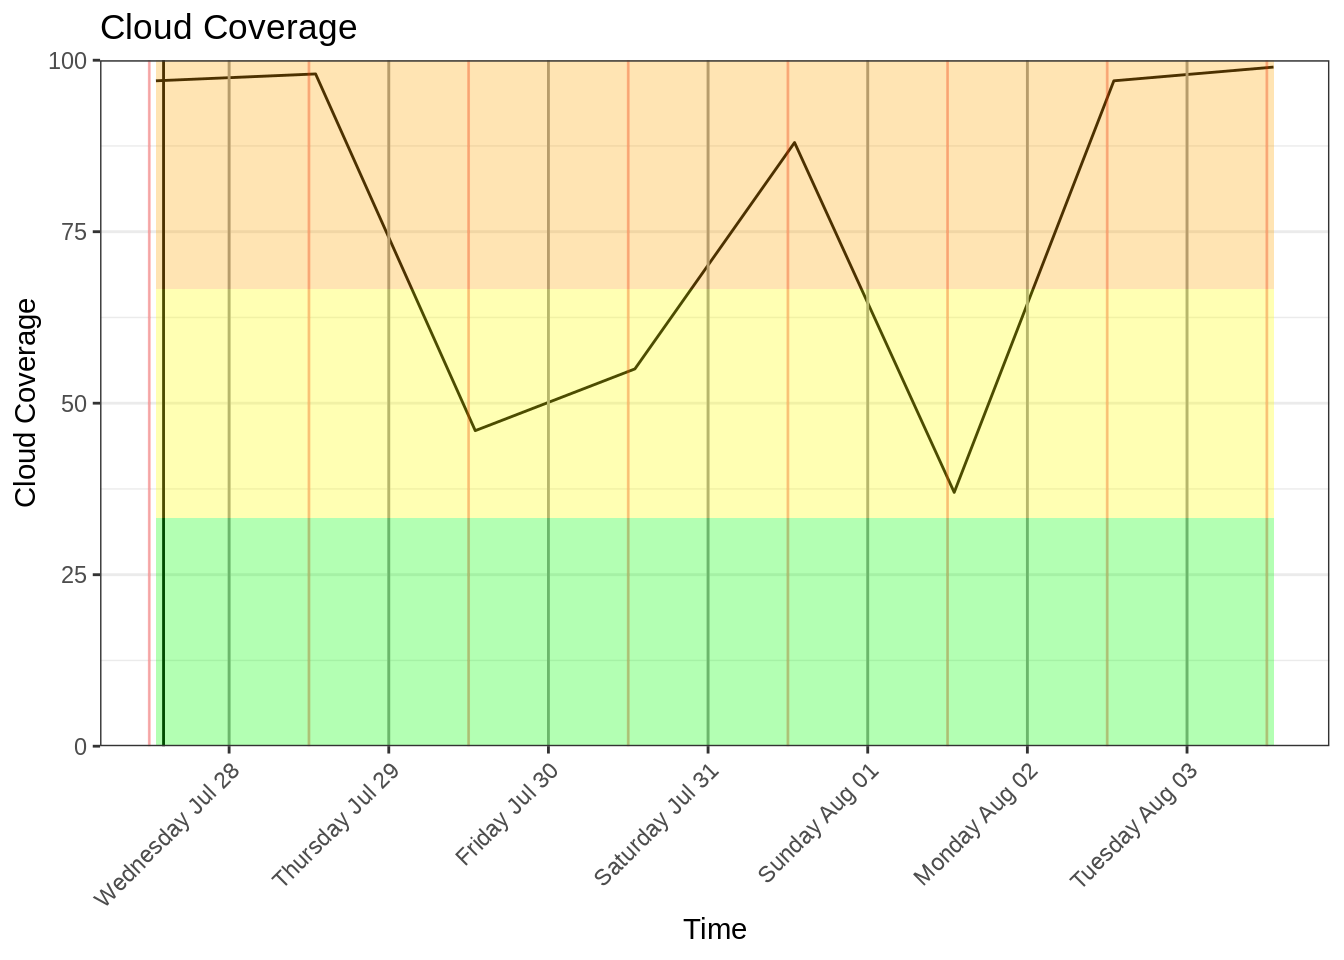 Cloud Coverage
100
75
50
25
0
Cloud Coverage
Wednesday Jul 28
Thursday Jul 29
Friday Jul 30
Saturday Jul 31
Sunday Aug 01
Monday Aug 02
Tuesday Aug 03
Time